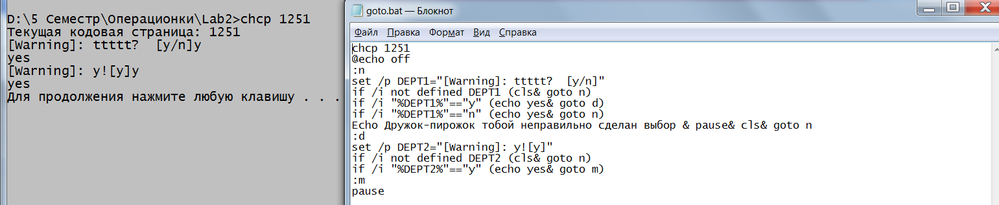 D:\5 Семестр\Операционки\Lab2>chcp 1251
Текущая кодовая страница: 1251
[Warning]: ttttt?  [y/n]y
yes
[Warning]: y![y]y
yes
Для продолжения нажмите любую клавишу . . .
goto.bat — Блокнот
Файл Правка Формат Вид Справка
chcp 1251
@echo off
:n
set /p DEPT1="[Warning]: ttttt?  [y/n]"
if /i not defined DEPT1 (cls& goto n)
if /i "%DEPT1%"=="y" (echo yes& goto d)
if /i "%DEPT1%"=="n" (echo yes& goto n)
Echo Дружок-пирожок тобой неправильно сделан выбор & pause& cls& goto n
:d
set /p DEPT2="[Warning]: y![y]"
if /i not defined DEPT2 (cls& goto n)
if /i "%DEPT2%"=="y" (echo yes& goto m)
:m
pause